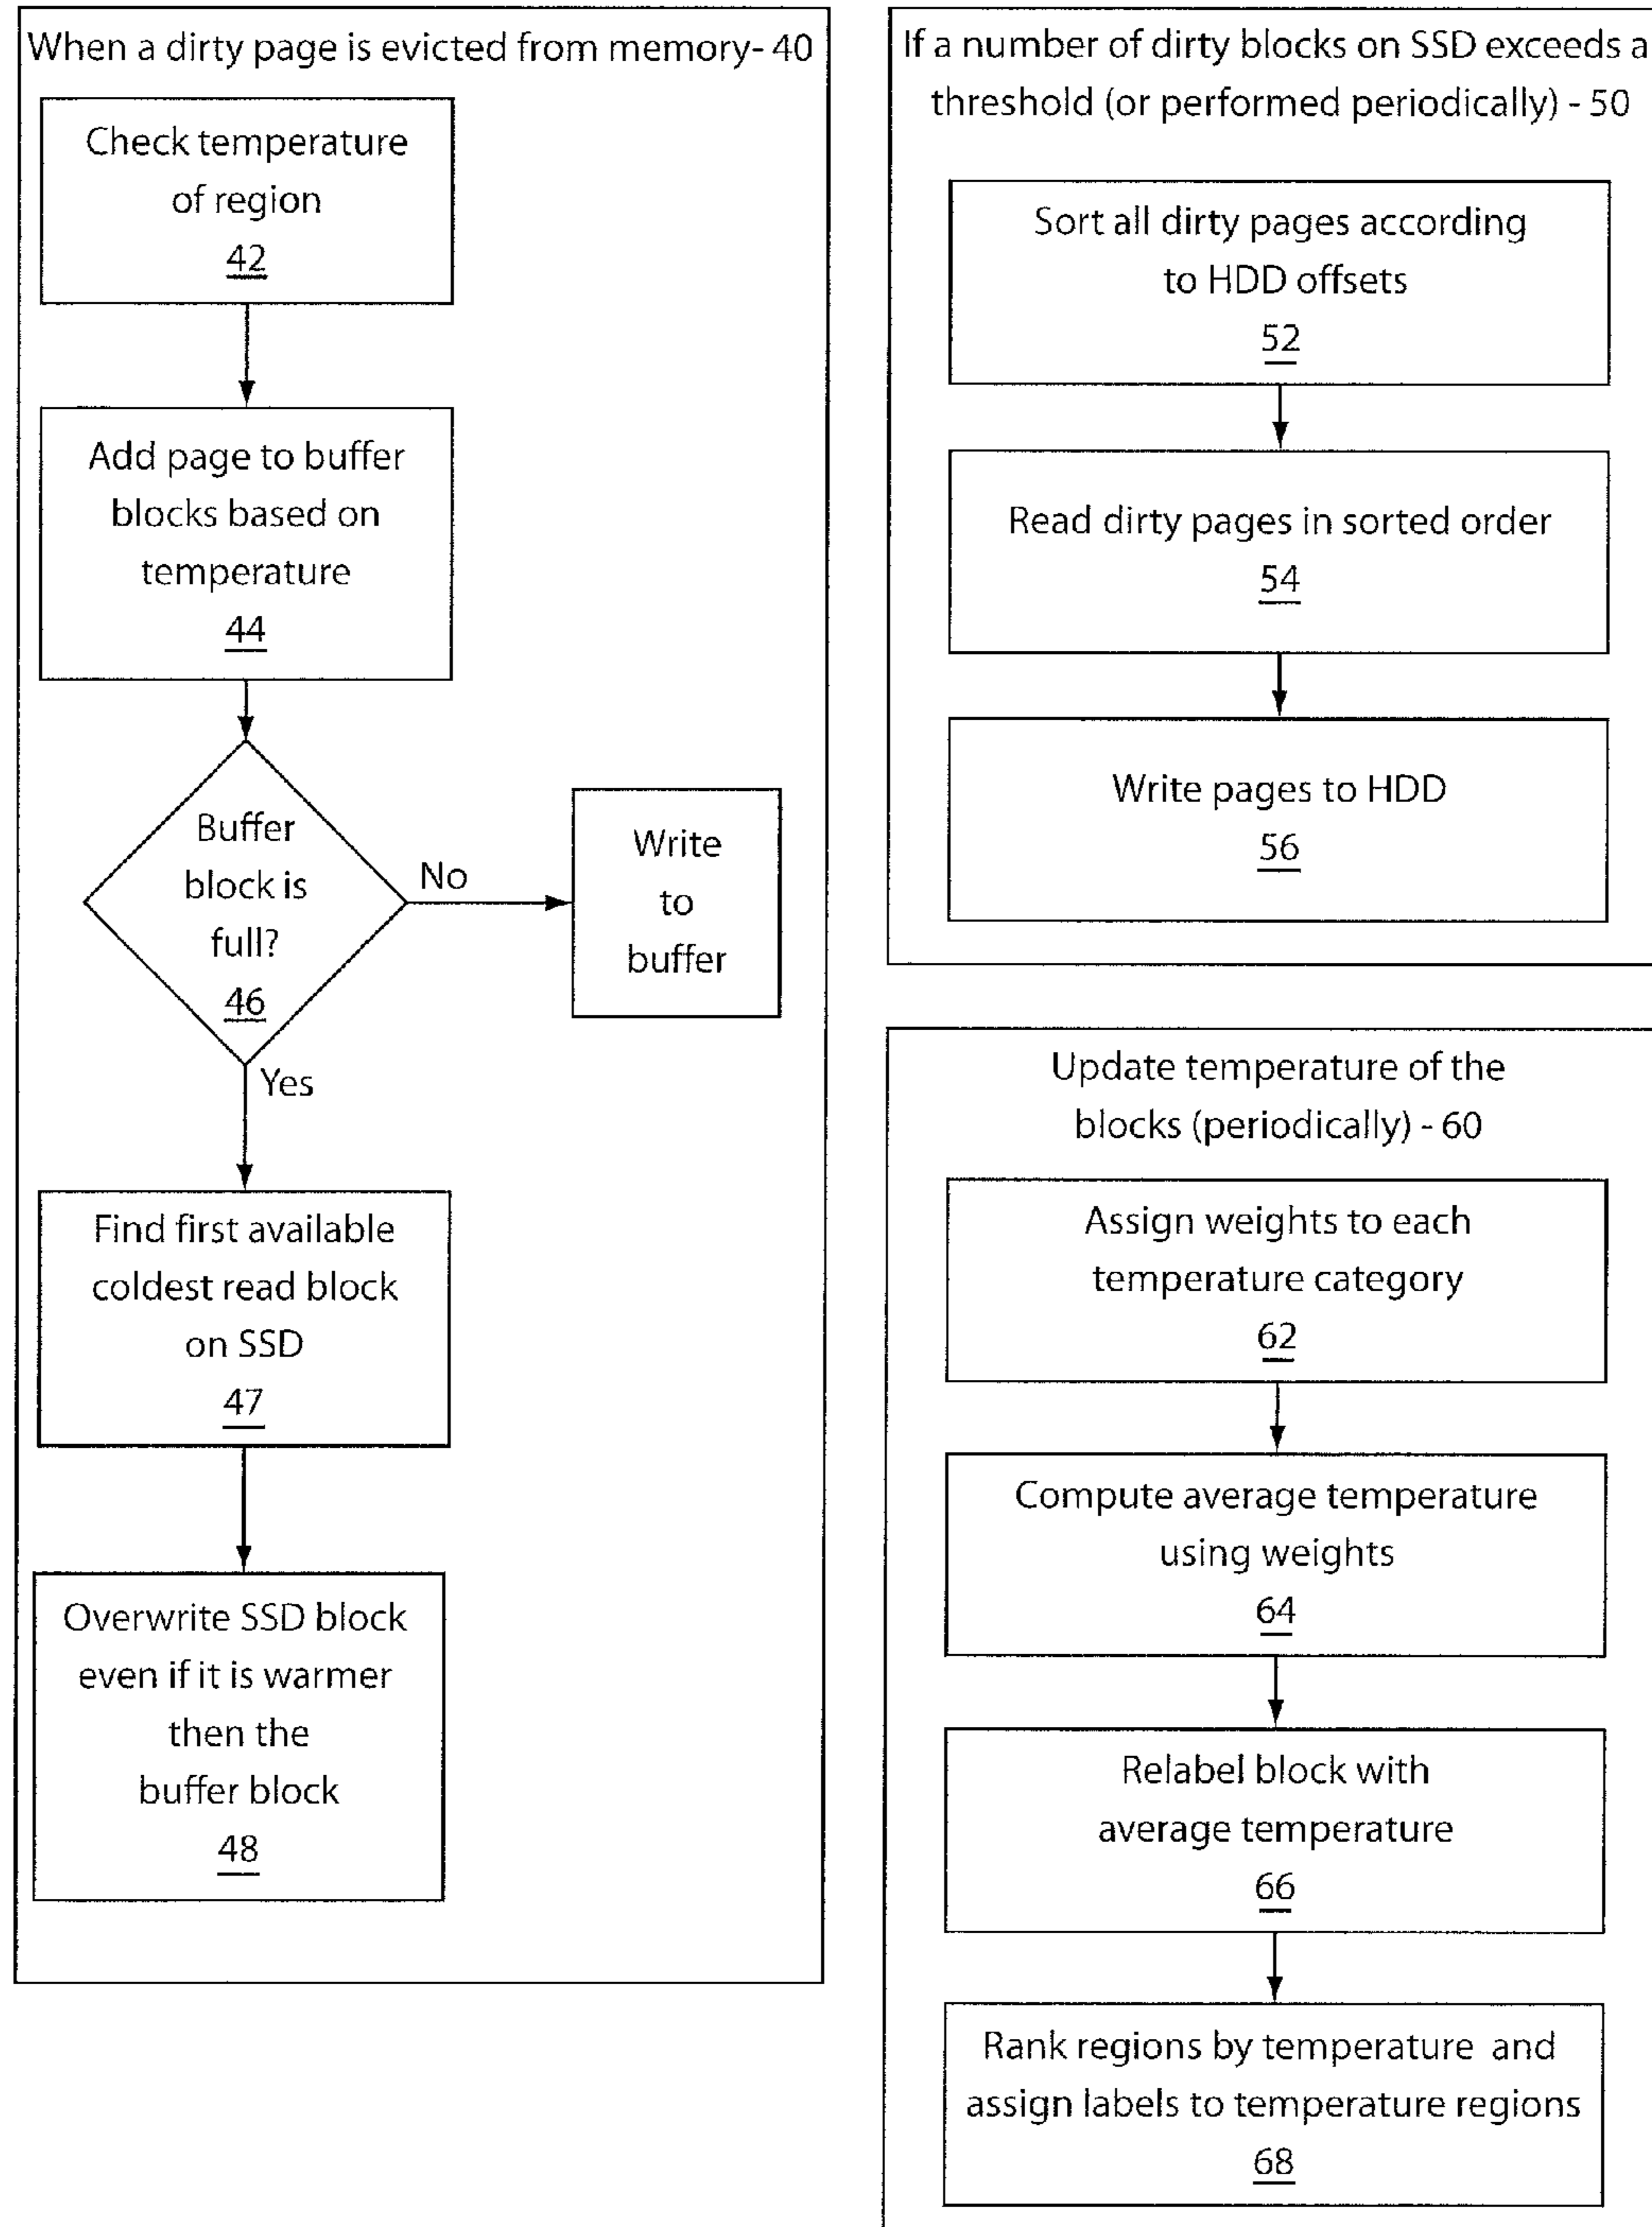 When a dirty page is evicted from memory- 40
Check temperature
of region
42
Add page to buffer
blocks based on
temperature
44
Buffer
block is
full?
46
No
Write
to
buffer
Yes
Find first available
coldest read block
on SSD
47
Overwrite SSD block
even if it is warmer
then the
buffer block
48
If a number of dirty blocks on SSD exceeds a
threshold (or performed periodically) - 50
Sort all dirty pages according
to HDD offsets
52
Read dirty pages in sorted order
54
Write pages to HDD
56
Update temperature of the
blocks (periodically) - 60
Assign weights to each
temperature category
62
Compute average temperature
using weights
64
Relabel block with
average temperature
66
Rank regions by temperature and
assign labels to temperature regions
68